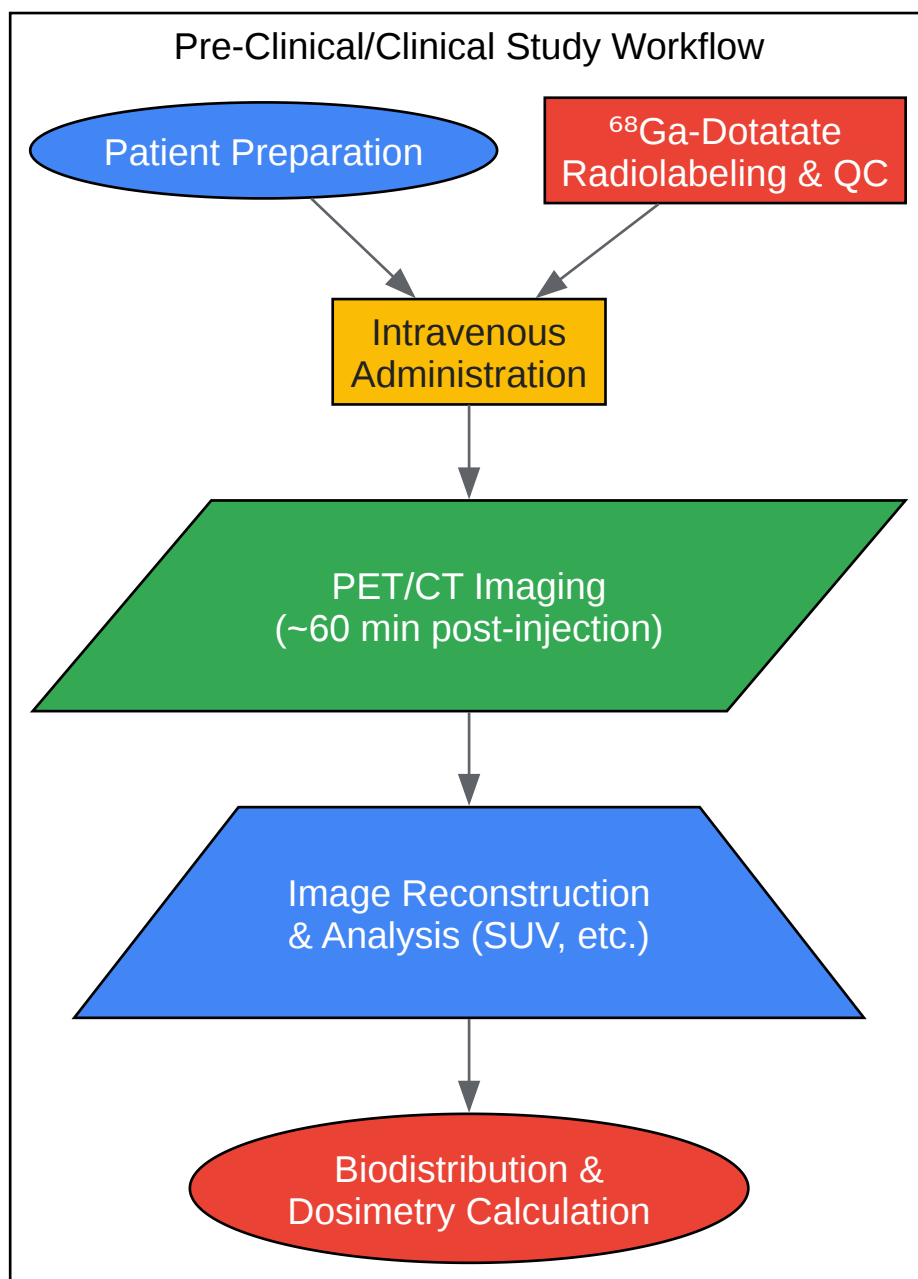 Pre-Clinical/Clinical Study Workflow
Patient Preparation
⁶⁸Ga-Dotatate
Radiolabeling & QC
Intravenous
Administration
PET/CT Imaging
(~60 min post-injection)
Image Reconstruction
& Analysis (SUV, etc.)
Biodistribution &
Dosimetry Calculation